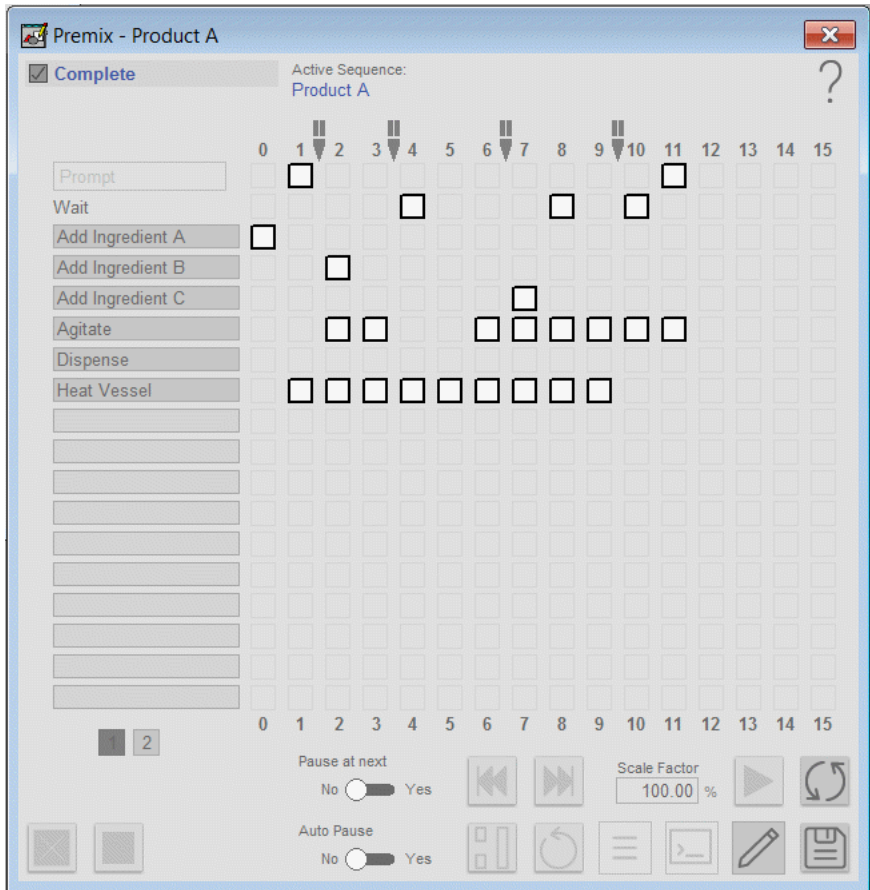 Premix - Product A
Complete
Active Sequence:
Product A
?
0 1 2 3 4 5 6 7 8 9 10 11 12 13 14 15
Prompt
Wait
Add Ingredient A
Add Ingredient B
Add Ingredient C
Agitate
Dispense
Heat Vessel
0 1 2 3 4 5 6 7 8 9 10 11 12 13 14 15
1 2
Pause at next
No Yes
Scale Factor
100.00 %
Auto Pause
No Yes